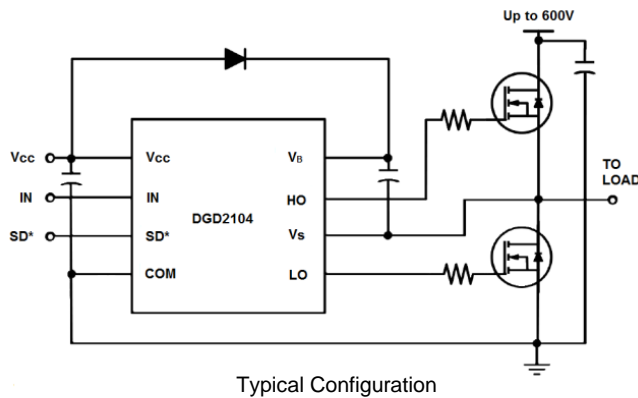 Up to 600V
Vcc
IN
SD*
Vcc
IN
SD*
COM
DGD2104
VB
HO
Vs
LO
TO
LOAD
Typical Configuration